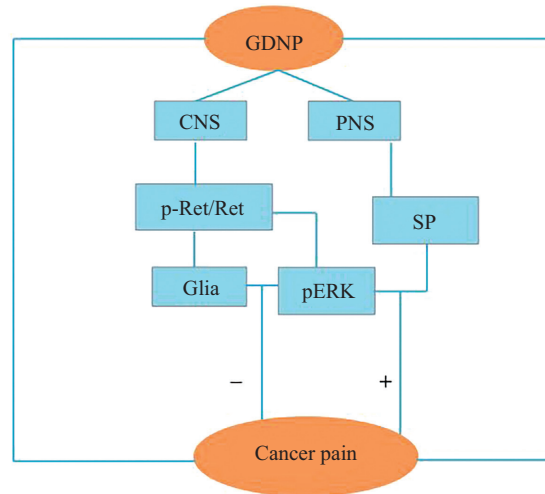 GDNP
CNS
PNS
p-Ret/Ret
SP
Glia
pERK
–
+
Cancer pain